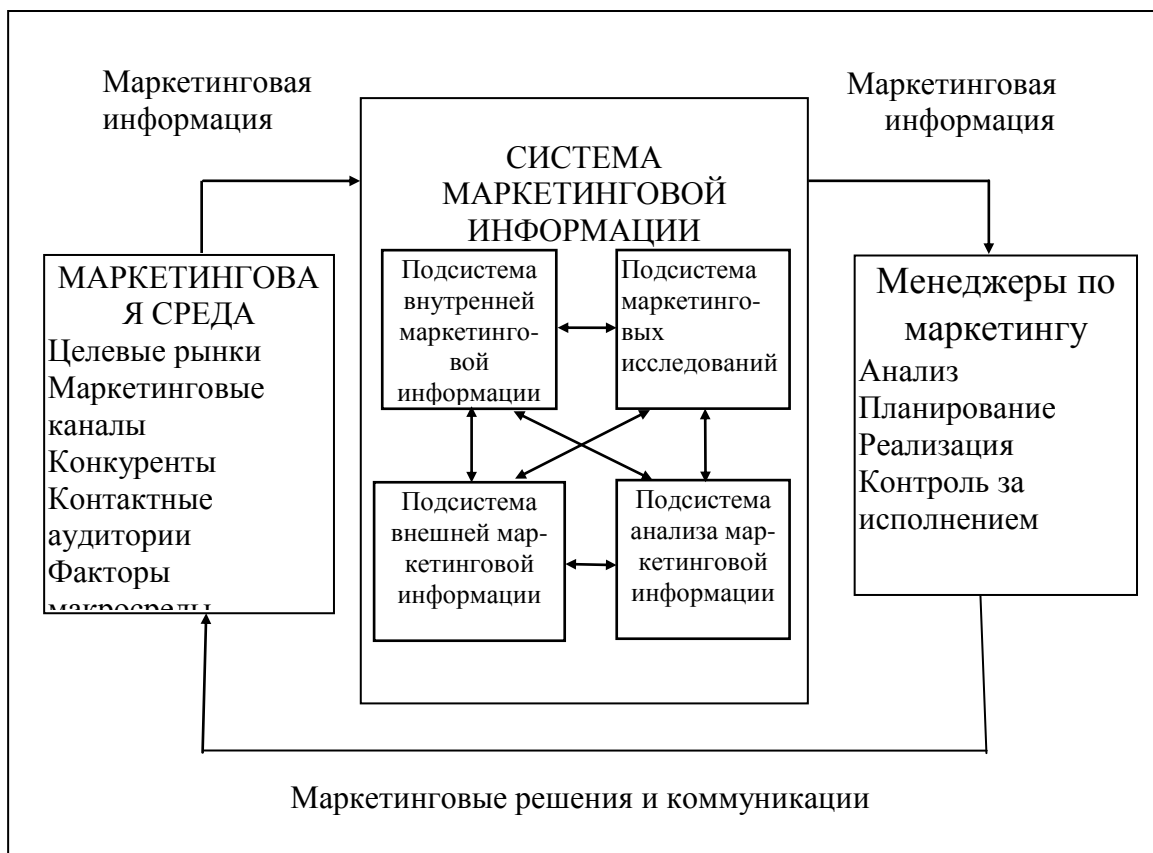 Маркетинговая
информация
Маркетинговая
информация
СИСТЕМА
МАРКЕТИНГОВОЙ
ИНФОРМАЦИИ
МАРКЕТИНГОВА
Я СРЕДА
Целевые рынки
Маркетинговые
каналы
Конкуренты
Контактные
аудитории
Факторы
макросреды
Подсистема
внутренней
маркетинго-
вой
информации
Подсистема
маркетинго-
вых
исследований
Подсистема
внешней мар-
кетинговой
информации
Подсистема
анализа мар-
кетинговой
информации
Менеджеры по
маркетингу
Анализ
Планирование
Реализация
Контроль за
исполнением
Маркетинговые решения и коммуникации